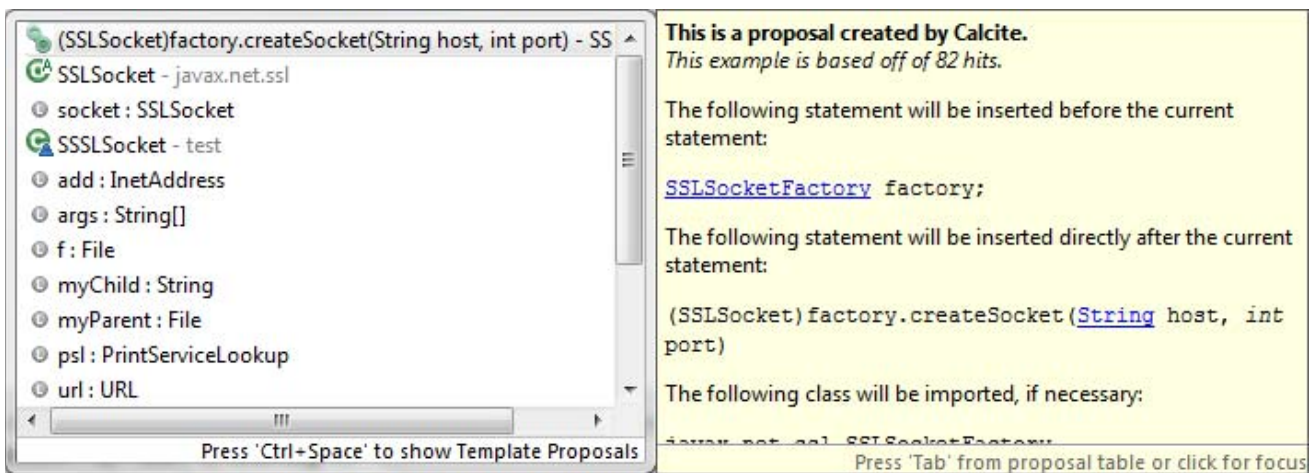 (SSLSocket)factory.createSocket(String host, int port) - SS
SSLSocket - javax.net.ssl
socket : SSLSocket
SSSLSocket - test
add : InetAddress
args : String[]
f : File
myChild : String
myParent : File
psl : PrintServiceLookup
url : URL
Press 'Ctrl+Space' to show Template Proposals
This is a proposal created by Calcite.
This example is based off of 82 hits.
The following statement will be inserted before the current
statement:
SSLSocketFactory factory;
The following statement will be inserted directly after the current
statement:
(SSLSocket)factory.createSocket(String host, int
port)
The following class will be imported, if necessary:
javax.net.ssl.SSLSocketFactory
Press 'Tab' from proposal table or click for focus